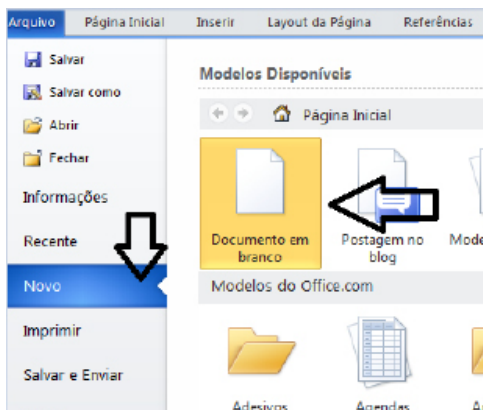 Arquivo Página Inicial Inserir Layout da Página Referências
Salvar
Salvar como
Abrir
Fechar
Informações
Recente
Novo
Imprimir
Salvar e Enviar
Modelos Disponíveis
Página Inicial
Documento em
branco
Postagem no
blog
Modelos do Office.com
Adesivos
Agendas